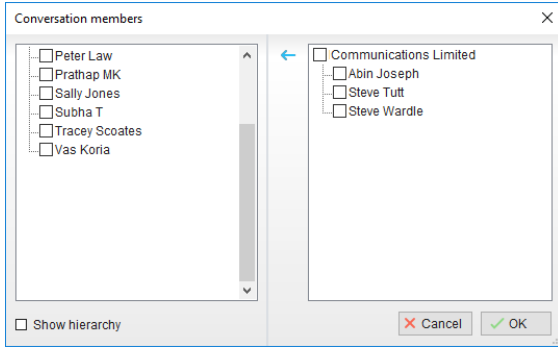 Conversation members
Peter Law
Prathap MK
Sally Jones
Subha T
Tracey Scoates
Vas Koria
Communications Limited
Abin Joseph
Steve Tutt
Steve Wardle
Show hierarchy
Cancel
OK